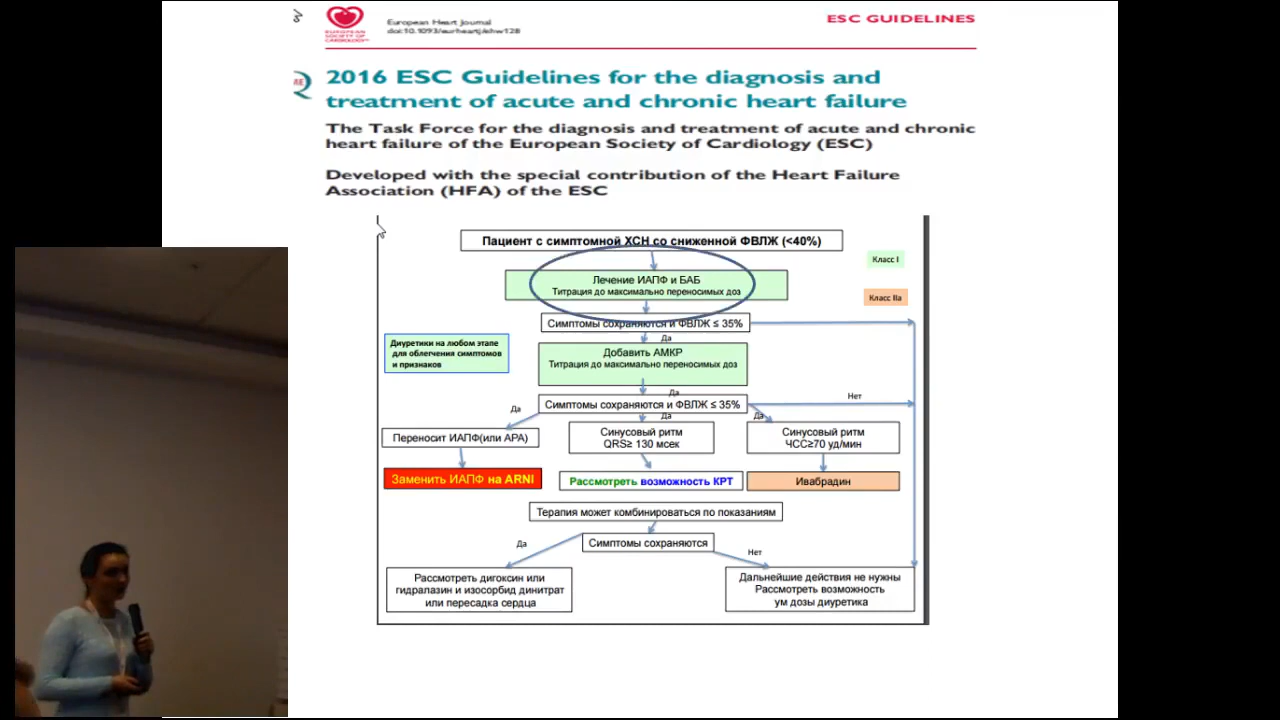 EUROPEAN
SOCIETY OF
CARDIOLOGY
European Heart Journal
doi:10.1093/eurheartj/ehw128
ESC GUIDELINES
2016 ESC Guidelines for the diagnosis and
treatment of acute and chronic heart failure
The Task Force for the diagnosis and treatment of acute and chronic
heart failure of the European Society of Cardiology (ESC)
Developed with the special contribution of the Heart Failure
Association (HFA) of the ESC
Пациент с симптомной ХСН со сниженной ФВЛЖ (<40%)
Класс I
Лечение ИАПФ и БАБ
Титрация до максимально переносимых доз
Класс IIa
Симптомы сохраняются и ФВЛЖ ≤ 35%
Да
Диуретики на любом этапе
для облегчения симптомов
и признаков
Добавить АМКР
Титрация до максимально переносимых доз
Да
Симптомы сохраняются и ФВЛЖ ≤ 35%
Нет
Да
Да
Да
Переносит ИАПФ(или АРА)
Синусовый ритм
QRS≥ 130 мсек
Синусовый ритм
ЧСС≥70 уд/мин
Заменить ИАПФ на ARNI
Рассмотреть возможность КРТ
Ивабрадин
Терапия может комбинироваться по показаниям
Симптомы сохраняются
Да
Нет
Рассмотреть дигоксин или
гидралазин и изосорбид динитрат
или пересадка сердца
Дальнейшие действия не нужны
Рассмотреть возможность
ум дозы диуретика